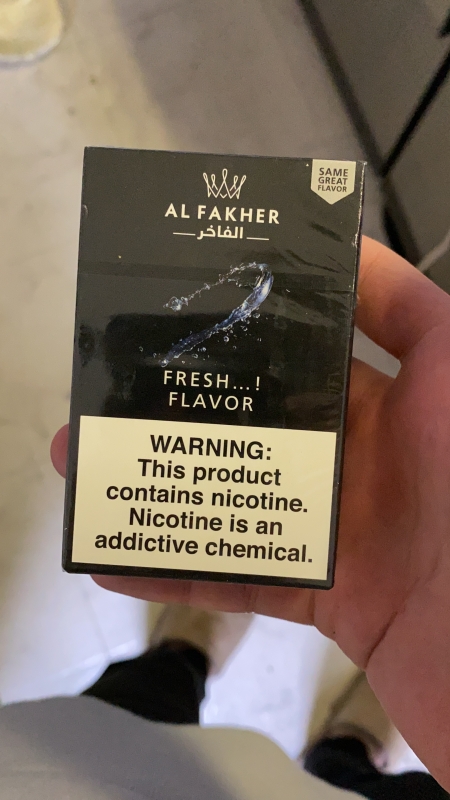 SAME
GREAT
FLAVOR
AL FAKHER
الفاخر
FRESH...!
FLAVOR
WARNING:
This product
contains nicotine.
Nicotine is an
addictive chemical.